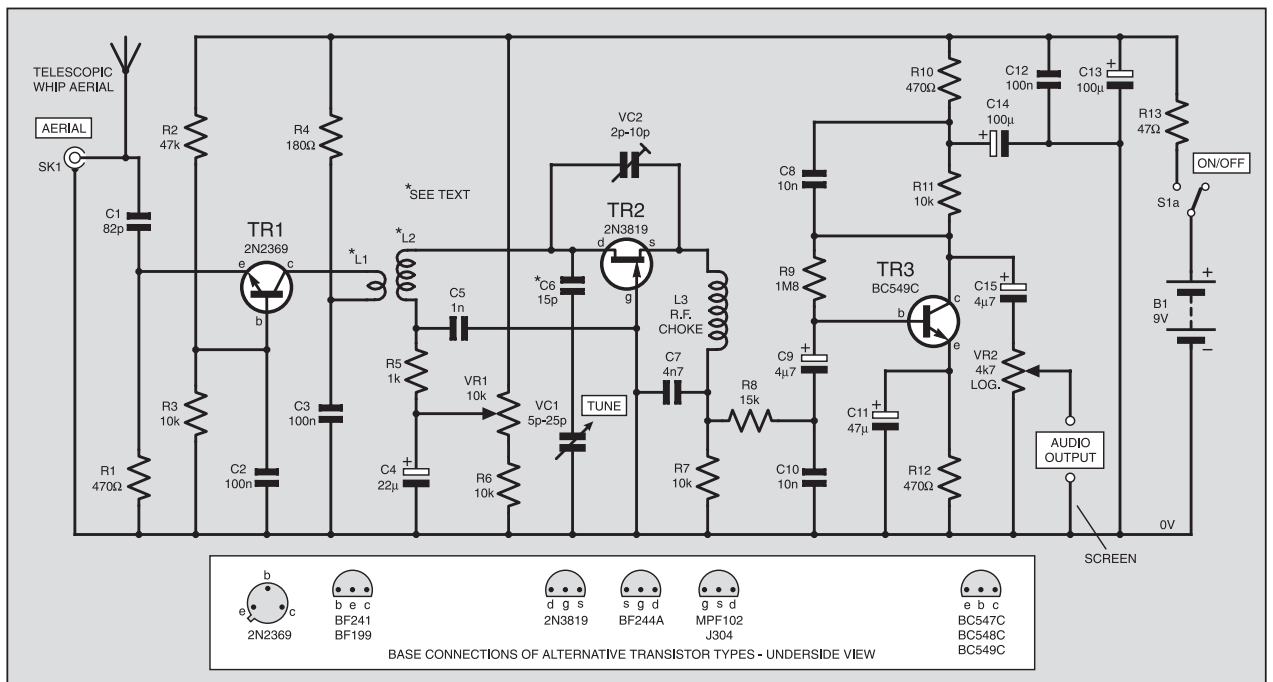 TELESCOPIC
WHIP AERIAL
AERIAL
SK1
C1
82p
R1
470Ω
R2
47k
R3
10k
TR1
2N2369
e
c
b
C2
100n
R4
180Ω
C3
100n
*L1
*SEE TEXT
*L2
C5
1n
R5
1k
+
C4
22µ
VR1
10k
R6
10k
VC2
2p-10p
TR2
2N3819
d
s
g
*C6
15p
VC1
5p-25p
TUNE
L3
R.F.
CHOKE
C7
4n7
R7
10k
R8
15k
C8
10n
R9
1M8
+
C9
4µ7
C10
10n
R10
470Ω
+
C14
100µ
R11
10k
TR3
BC549C
b
c
e
+
C11
47µ
R12
470Ω
+
C15
4µ7
VR2
4k7
LOG.
C12
100n
+
C13
100µ
R13
47Ω
ON/OFF
S1a
+
B1
9V
−
AUDIO
OUTPUT
SCREEN
0V
b
e
c
2N2369
b e c
BF241
BF199
d g s
2N3819
s g d
BF244A
g s d
MPF102
J304
e b c
BC547C
BC548C
BC549C
BASE CONNECTIONS OF ALTERNATIVE TRANSISTOR TYPES - UNDERSIDE VIEW